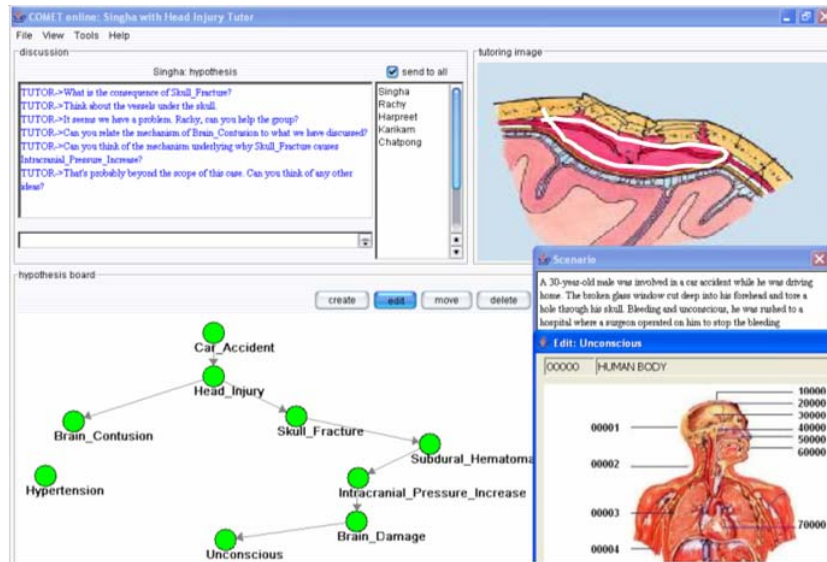 COMET online: Singha with Head Injury Tutor
File View Tools Help
discussion
Singha: hypothesis
send to all
TUTOR->What is the consequence of Skull_Fracture?
TUTOR->Think about the vessels under the skull.
TUTOR->It seems we have a problem. Rachy, can you help the group?
TUTOR->Can you relate the mechanism of Brain_Contusion to what we have discussed?
TUTOR->Can you think of the mechanism underlying why Skull_Fracture causes
Intracranial_Pressure_Increase?
TUTOR->That's probably beyond the scope of this case. Can you think of any other
ideas?
Singha
Rachy
Harpreet
Kankarn
Chatpong
tutoring image
hypothesis board
create
edit
move
delete
Car_Accident
Head_Injury
Brain_Contusion
Skull_Fracture
Subdural_Hematoma
Hypertension
Intracranial_Pressure_Increase
Brain_Damage
Unconscious
Scenario
A 30-year-old male was involved in a car accident while he was driving
home. The broken glass window cut deep into his forehead and tore a
hole through his skull. Bleeding and unconscious, he was rushed to a
hospital where a surgeon operated on him to stop the bleeding
Edit: Unconscious
00000
HUMAN BODY
00001
00002
00003
00004
10000
20000
30000
40000
50000
60000
70000